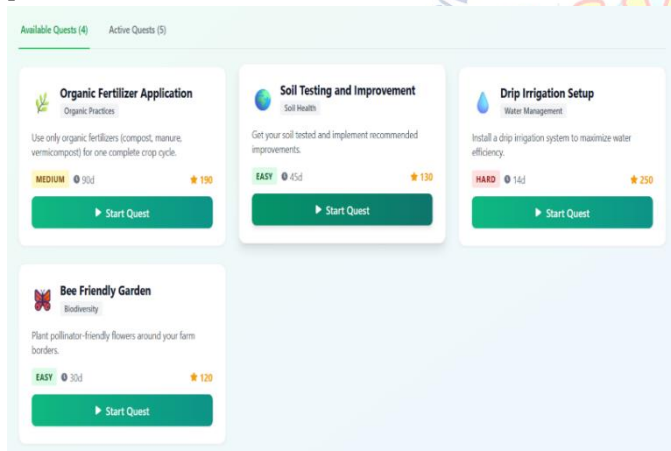 Available Quests (4) Active Quests (5)
Organic Fertilizer Application
Organic Practices
Use only organic fertilizers (compost, manure,
vermicompost) for one complete crop cycle.
MEDIUM 90d 190
Start Quest
Soil Testing and Improvement
Soil Health
Get your soil tested and implement recommended
improvements.
EASY 45d 130
Start Quest
Drip Irrigation Setup
Water Management
Install a drip irrigation system to maximize water
efficiency.
HARD 14d 250
Start Quest
Bee Friendly Garden
Biodiversity
Plant pollinator-friendly flowers around your farm
borders.
EASY 30d 120
Start Quest